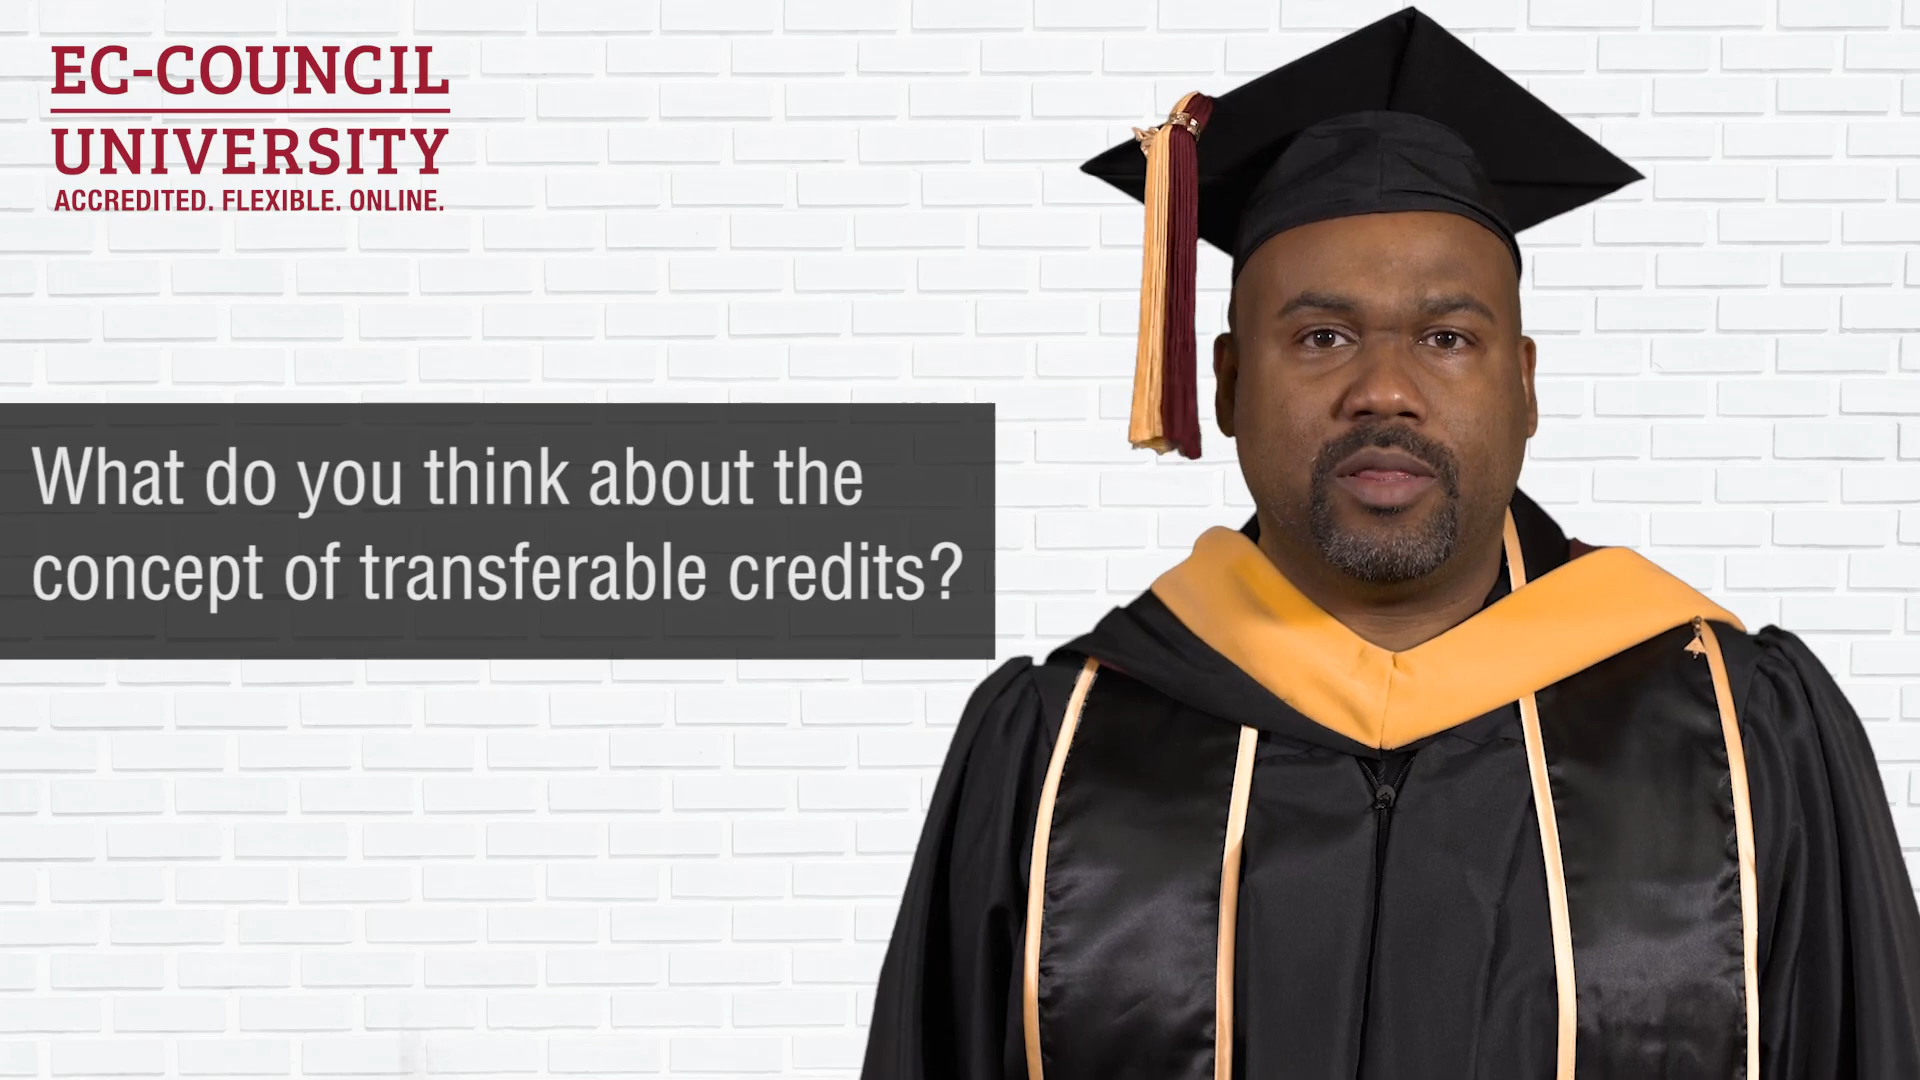 EC-COUNCIL
UNIVERSITY
ACCREDITED. FLEXIBLE. ONLINE.
What do you think about the
concept of transferable credits?